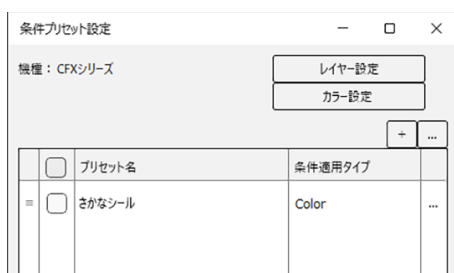 条件プリセット設定
機種：CFXシリーズ
レイヤー設定
カラー設定
+ ...
プリセット名 条件適用タイプ
= さかなシール Color ...